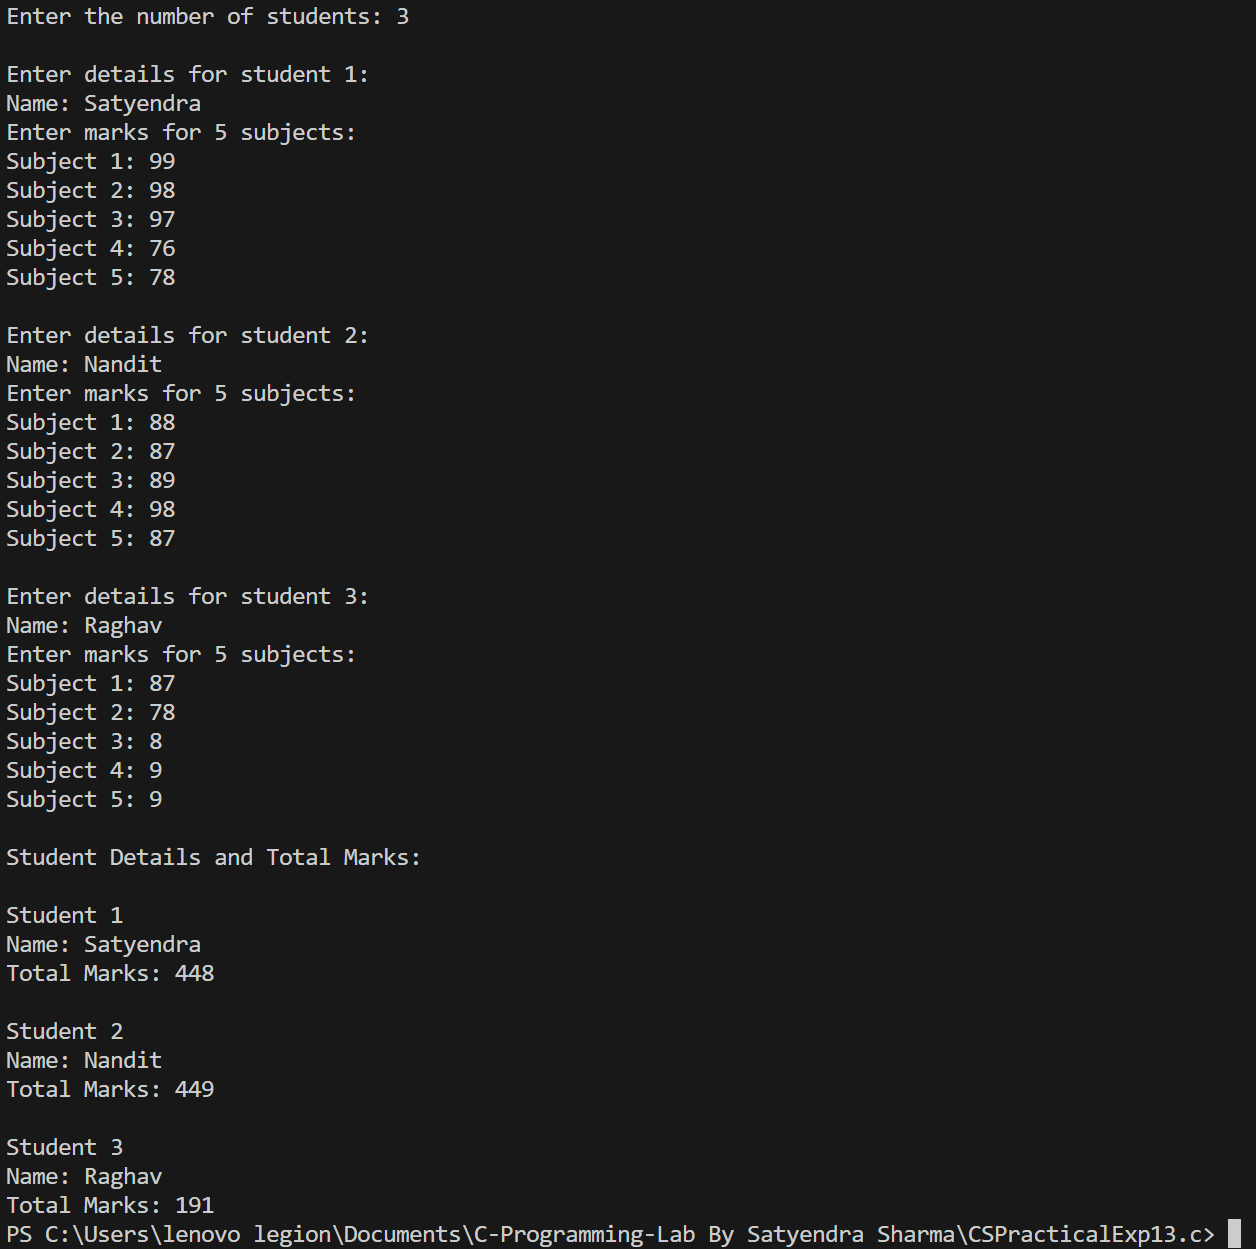 Enter the number of students: 3
Enter details for student 1:
Name: Satyendra
Enter marks for 5 subjects:
Subject 1: 99
Subject 2: 98
Subject 3: 97
Subject 4: 76
Subject 5: 78
Enter details for student 2:
Name: Nandit
Enter marks for 5 subjects:
Subject 1: 88
Subject 2: 87
Subject 3: 89
Subject 4: 98
Subject 5: 87
Enter details for student 3:
Name: Raghav
Enter marks for 5 subjects:
Subject 1: 87
Subject 2: 78
Subject 3: 8
Subject 4: 9
Subject 5: 9
Student Details and Total Marks:
Student 1
Name: Satyendra
Total Marks: 448
Student 2
Name: Nandit
Total Marks: 449
Student 3
Name: Raghav
Total Marks: 191
PS C:\Users\lenovo legion\Documents\C-Programming-Lab By Satyendra Sharma\CSPracticalExp13.c>